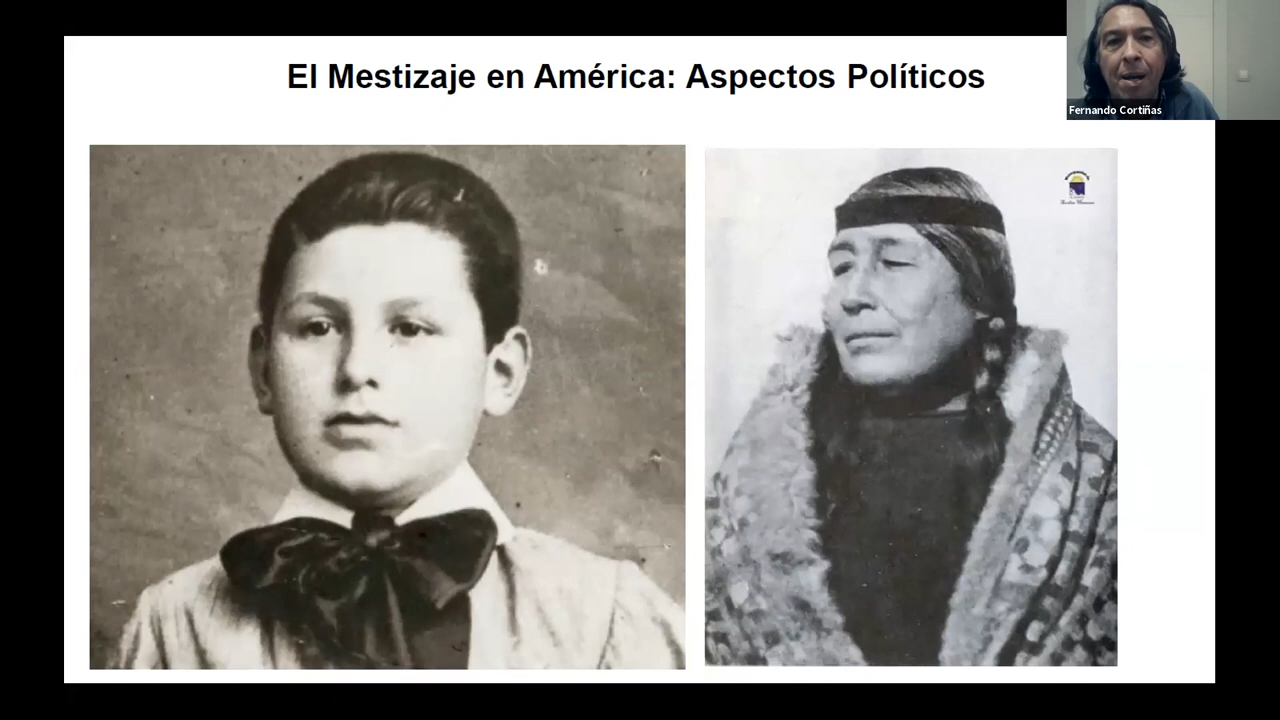 El Mestizaje en América: Aspectos Políticos
Fernando Cortiñas